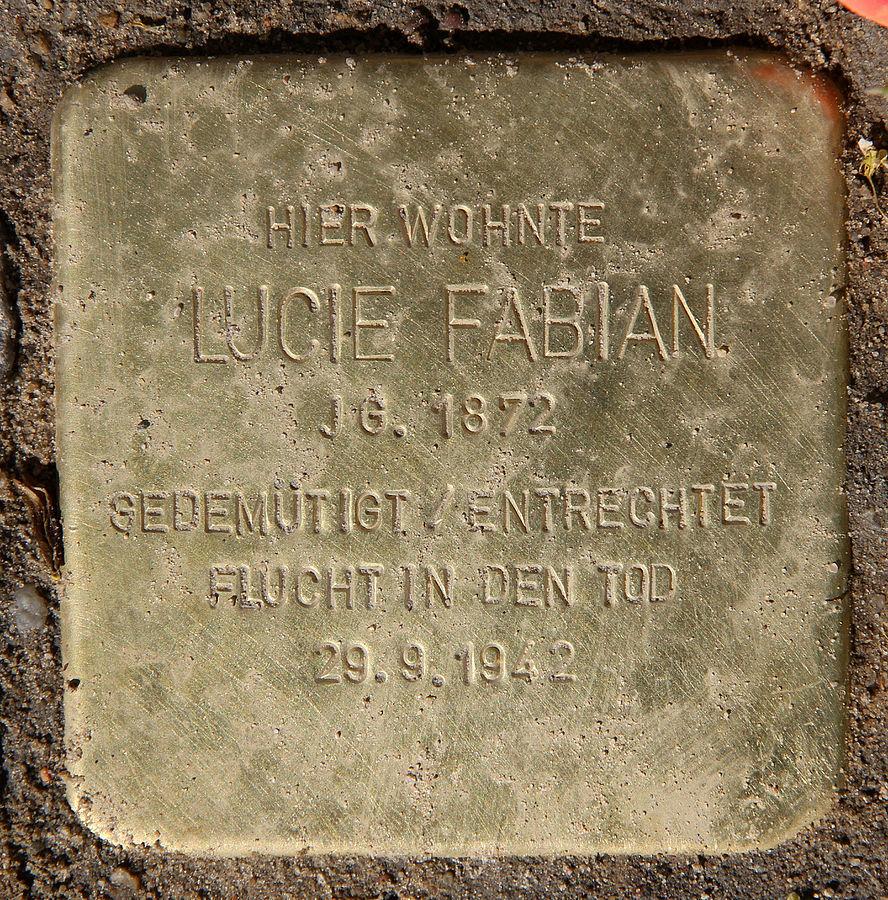 HIER WOHNTE
LUCIE FABIAN
JG. 1872
GEDEMÜTIGT / ENTRECHTET
FLUCHT IN DEN TOD
29.9.1942